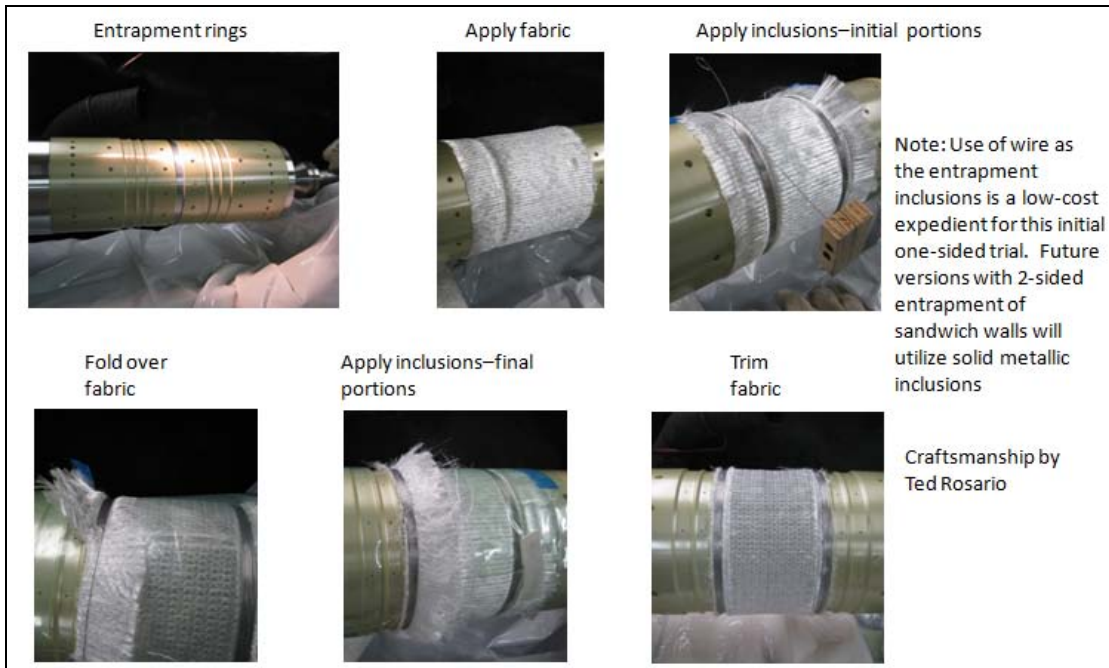 Entrapment rings
Apply fabric
Apply inclusions–initial portions
Note: Use of wire as
the entrapment
inclusions is a low-cost
expedient for this initial
one-sided trial. Future
versions with 2-sided
entrapment of
sandwich walls will
utilize solid metallic
inclusions
Fold over
fabric
Apply inclusions–final
portions
Trim
fabric
Craftsmanship by
Ted Rosario